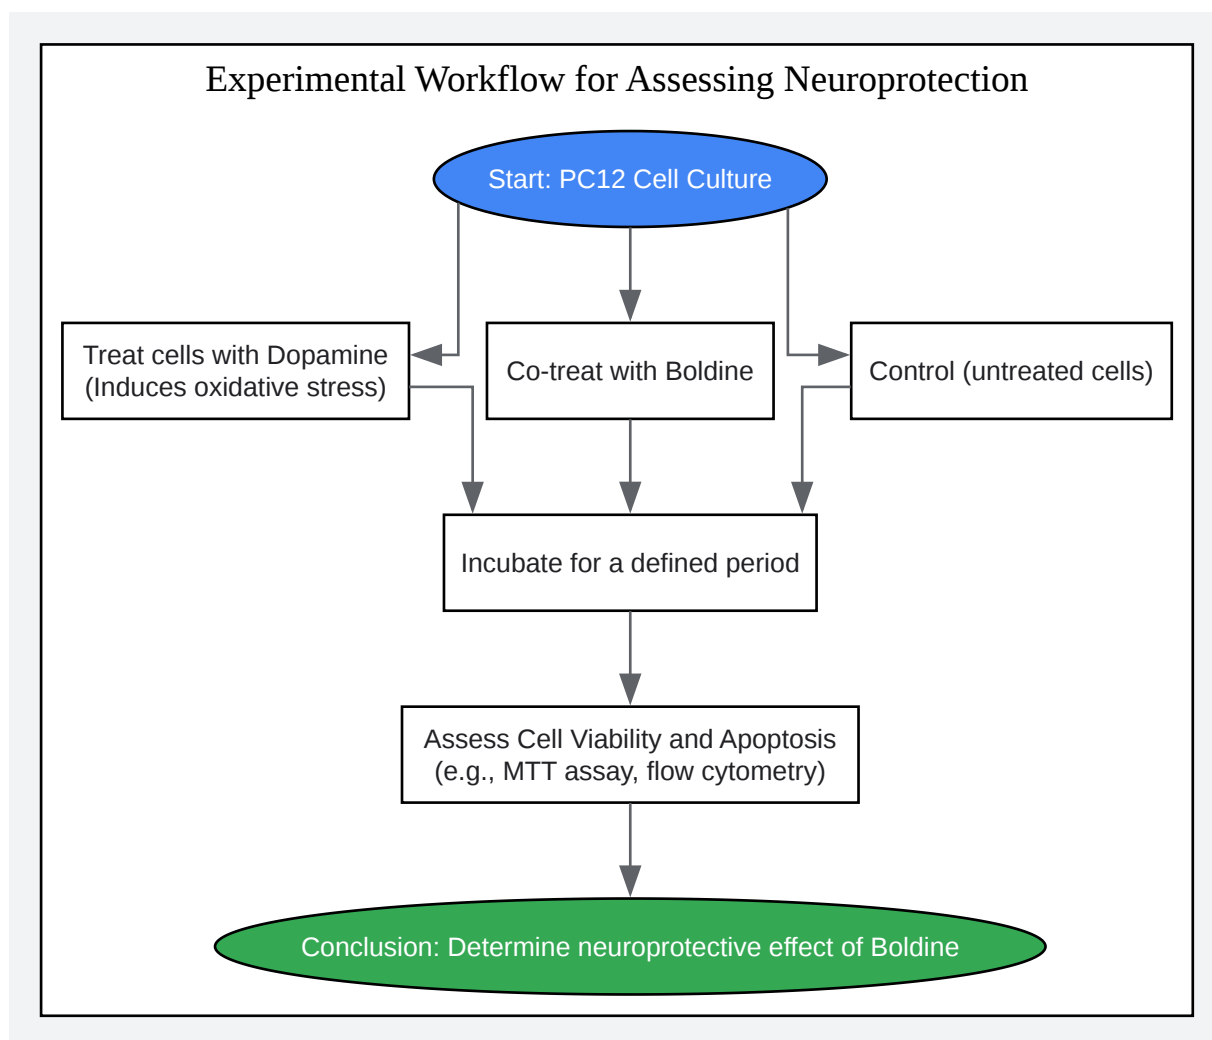 Experimental Workflow for Assessing Neuroprotection
Start: PC12 Cell Culture
Treat cells with Dopamine
(Induces oxidative stress)
Co-treat with Boldine
Control (untreated cells)
Incubate for a defined period
Assess Cell Viability and Apoptosis
(e.g., MTT assay, flow cytometry)
Conclusion: Determine neuroprotective effect of Boldine